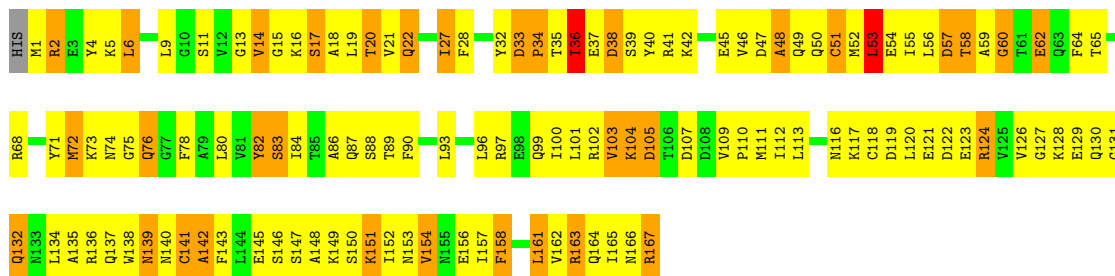 HIS M1 R2 E3 Y4 K5 L6 L9 G10 S11 V12 G13 V14 G15 K16 S17 A18 L19 T20 V21 Q22 I27 F28 Y32 D33 P34 T35 I36 E37 D38 S39 Y40 R41 K42 E45 V46 D47 A48 Q49 Q50 C51 M52 L53 E54 I55 L56 D57 T58 A59 G60 T61 E62 Q63 F64 T65
R68 Y71 M72 K73 N74 G75 Q76 G77 F78 A79 L80 V81 Y82 S83 I84 T85 A86 Q87 S88 T89 F90 L93 L96 R97 E98 Q99 I100 L101 R102 V103 K104 D105 T106 D107 D108 V109 P110 M111 I112 L113 N116 K117 C118 D119 L120 E121 D122 E123 R124 V125 V126 G127 K128 E129 Q130 G131
Q132 N133 L134 A135 R136 Q137 W138 N139 N140 C141 A142 F143 L144 E145 S146 S147 A148 K149 S150 K151 I152 N153 V154 N155 E156 I157 F158 L161 V162 R163 Q164 I165 N166 R167